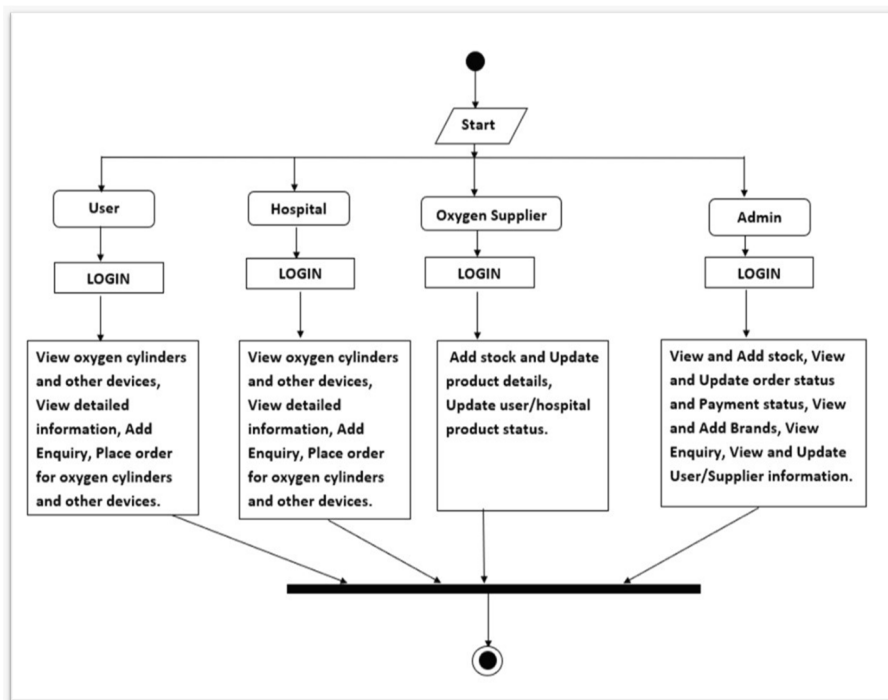 Start
User
Hospital
Oxygen Supplier
Admin
LOGIN
LOGIN
LOGIN
LOGIN
View oxygen cylinders
and other devices,
View detailed
information, Add
Enquiry, Place order
for oxygen cylinders
and other devices.
View oxygen cylinders
and other devices,
View detailed
information, Add
Enquiry, Place order
for oxygen cylinders
and other devices.
Add stock and Update
product details,
Update user/hospital
product status.
View and Add stock, View
and Update order status
and Payment status, View
and Add Brands, View
Enquiry, View and Update
User/Supplier information.